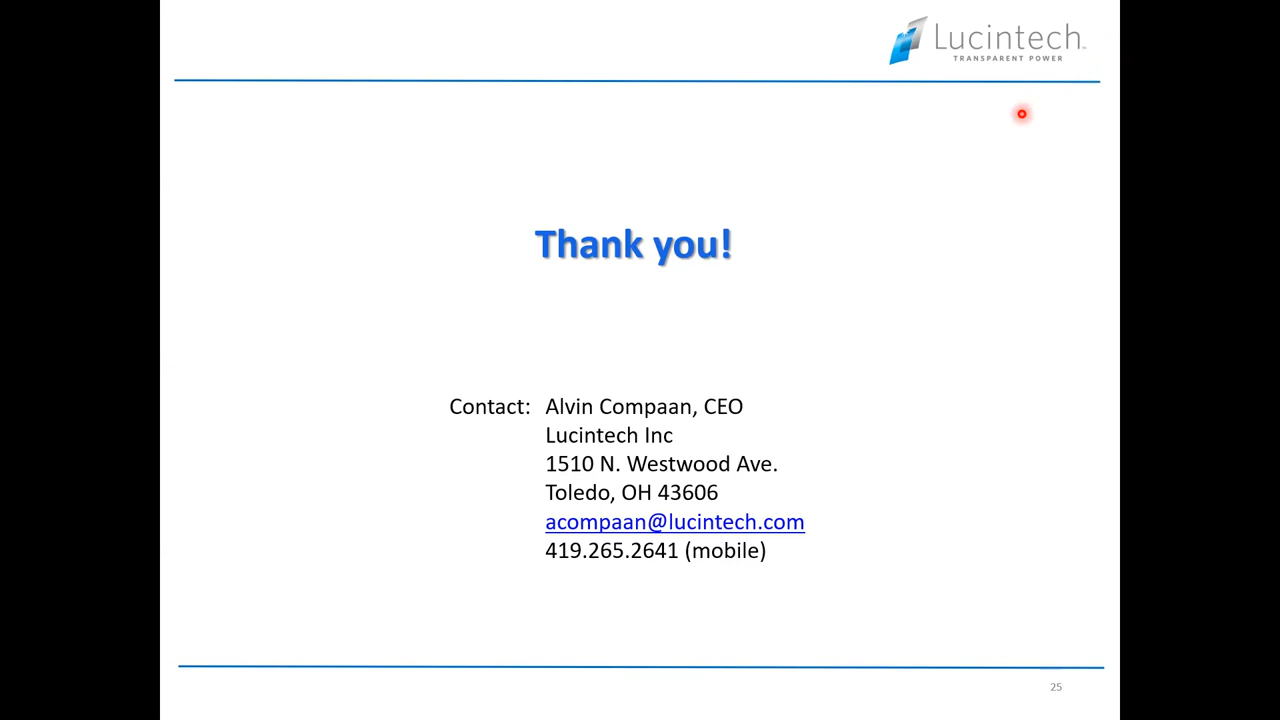 Lucintech™
TRANSPARENT POWER
Thank you!
Contact: Alvin Compaan, CEO
Lucintech Inc
1510 N. Westwood Ave.
Toledo, OH 43606
acompaan@lucintech.com
419.265.2641 (mobile)
25